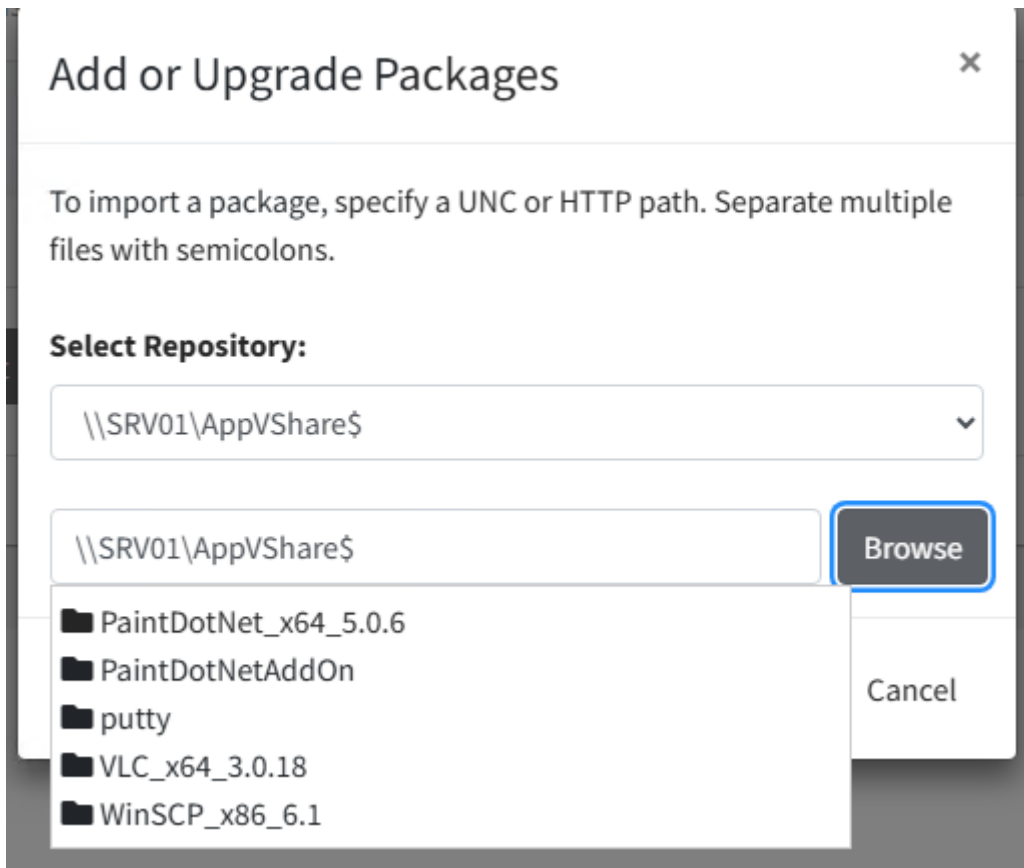 Add or Upgrade Packages
×
To import a package, specify a UNC or HTTP path. Separate multiple
files with semicolons.
Select Repository:
\\SRV01\AppVShare$
\\SRV01\AppVShare$
Browse
PaintDotNet_x64_5.0.6
PaintDotNetAddOn
putty
Cancel
VLC_x64_3.0.18
WinSCP_x86_6.1